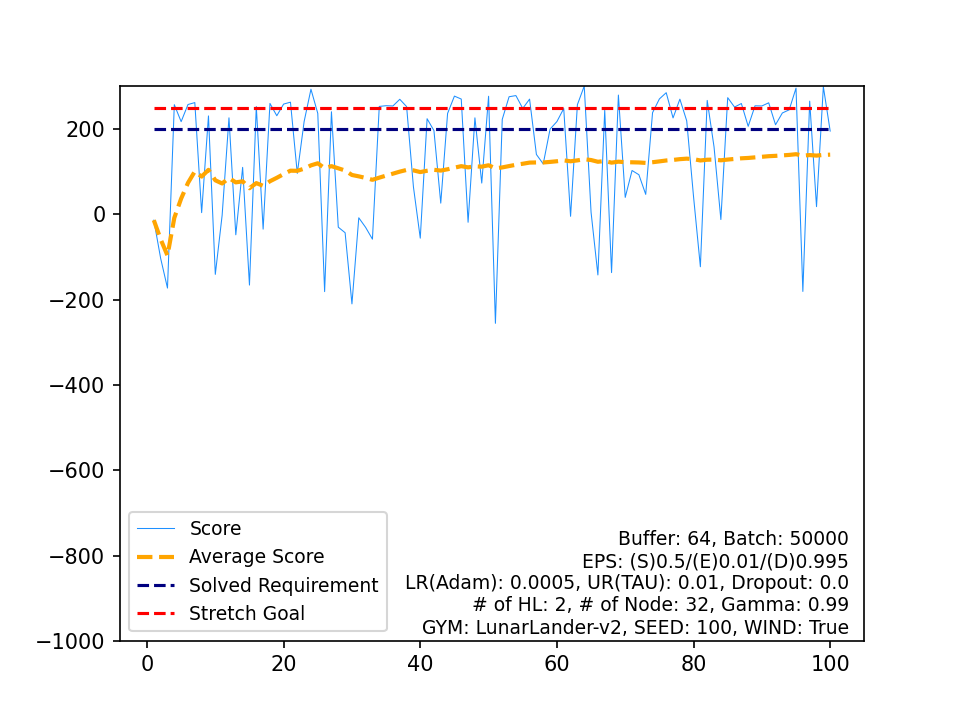 200
0
−200
−400
−600
−800
−1000
0
20
40
60
80
100
Score
Average Score
Solved Requirement
Stretch Goal
Buffer: 64, Batch: 50000
EPS: (S)0.5/(E)0.01/(D)0.995
LR(Adam): 0.0005, UR(TAU): 0.01, Dropout: 0.0
# of HL: 2, # of Node: 32, Gamma: 0.99
GYM: LunarLander-v2, SEED: 100, WIND: True